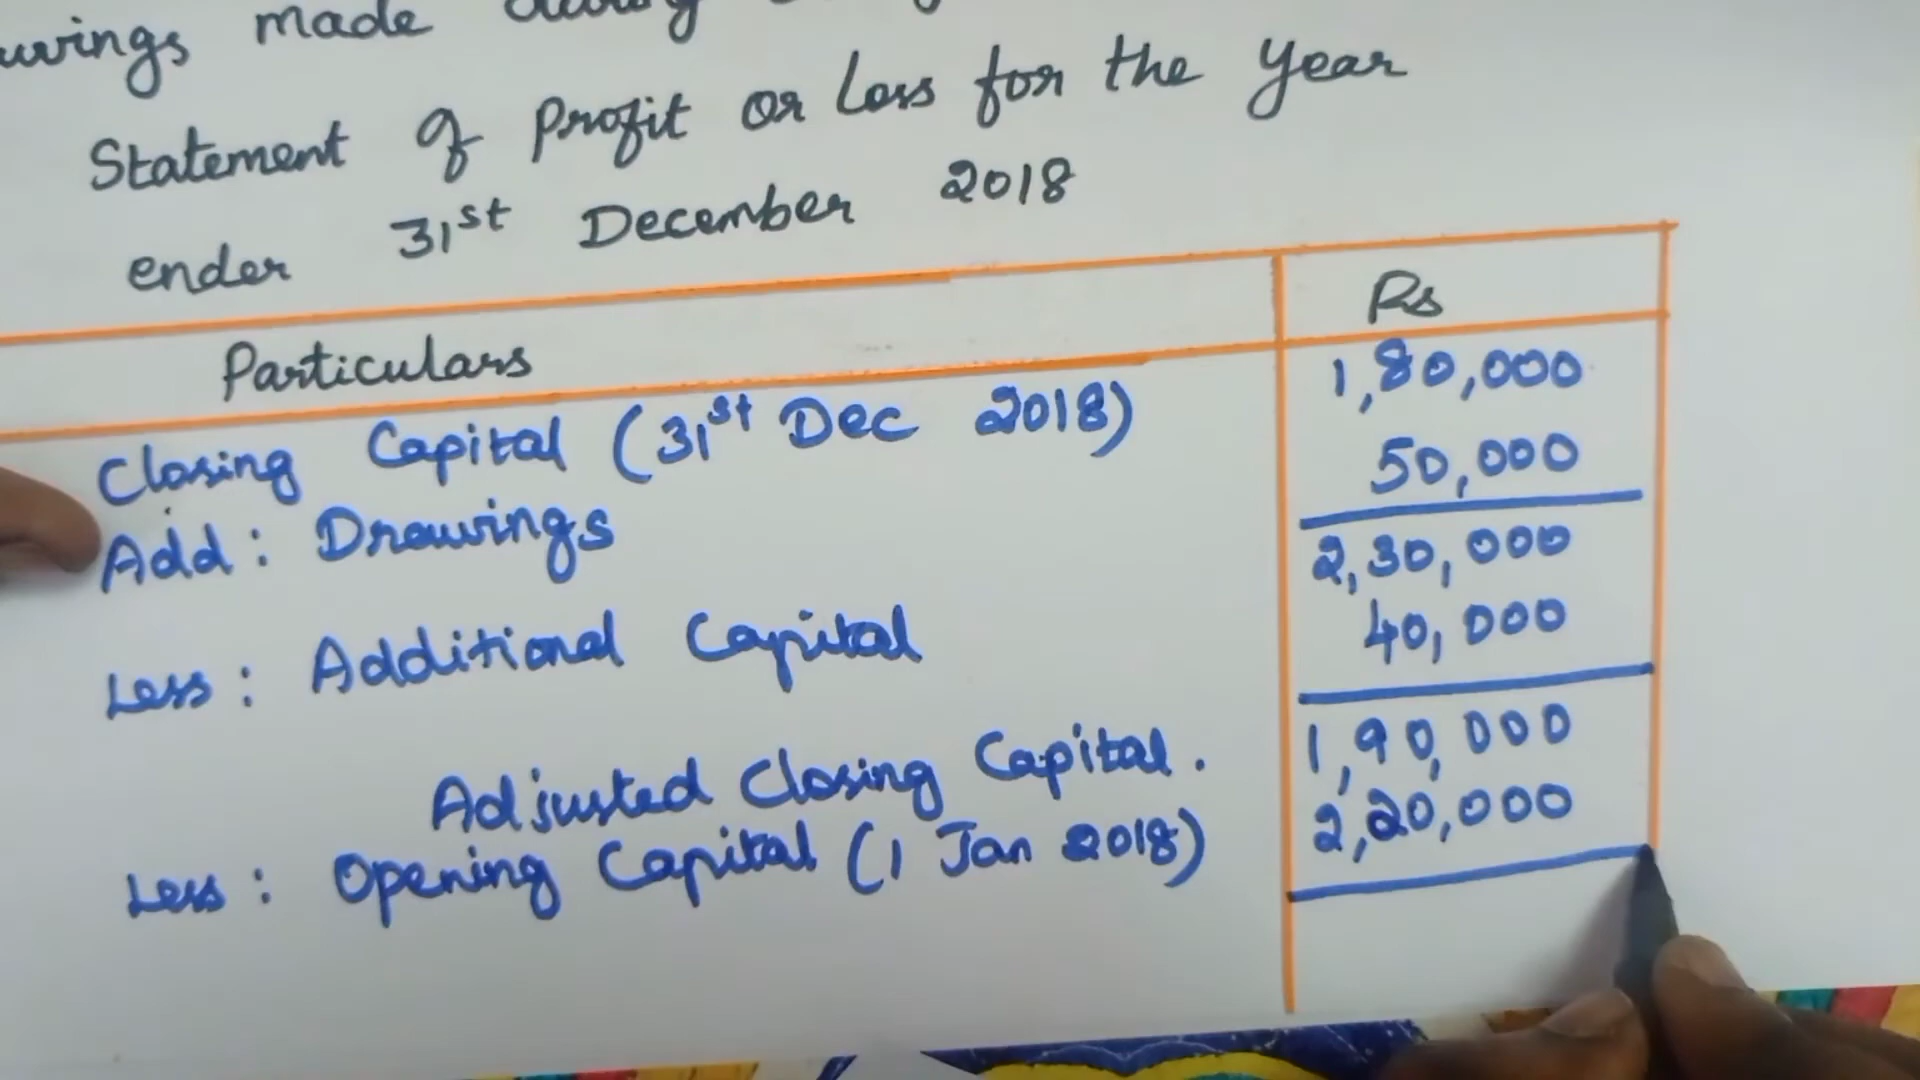 made
Statement of Profit or Loss for the Year
ender 31st December 2018
Particulars Rs
Closing Capital (31st Dec 2018) 1,80,000
Add: Drawings 50,000
2,30,000
Less: Additional Capital 40,000
Adjusted Closing Capital. 1,90,000
Less: Opening Capital (1 Jan 2018) 2,20,000